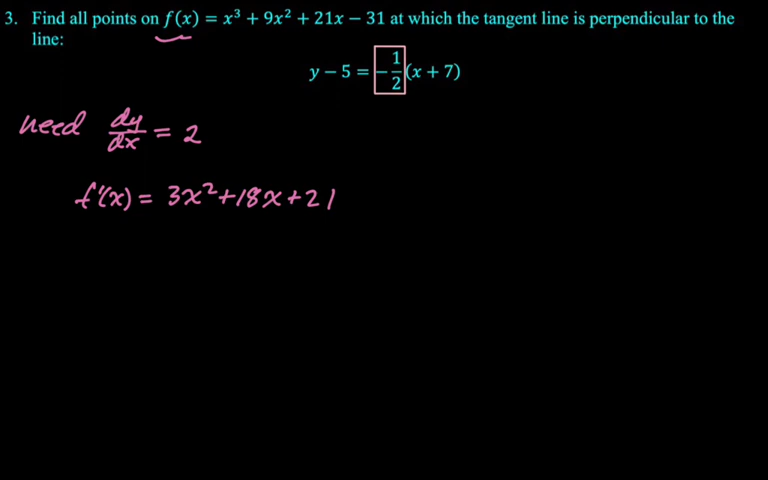 3. Find all points on f(x) = x³ + 9x² + 21x − 31 at which the tangent line is perpendicular to the
line:
y − 5 = −1/2(x + 7)
need dy/dx = 2
f'(x) = 3x² + 18x + 21